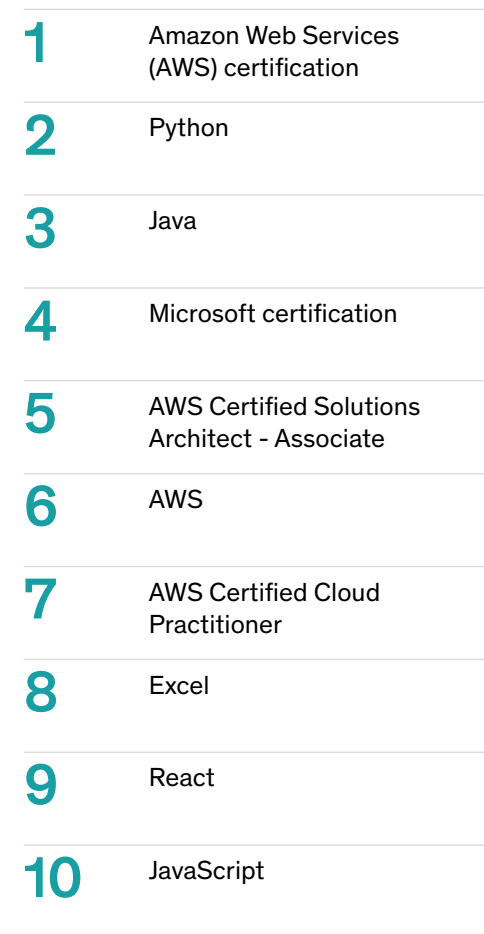 1 Amazon Web Services
(AWS) certification
2 Python
3 Java
4 Microsoft certification
5 AWS Certified Solutions
Architect - Associate
6 AWS
7 AWS Certified Cloud
Practitioner
8 Excel
9 React
10 JavaScript